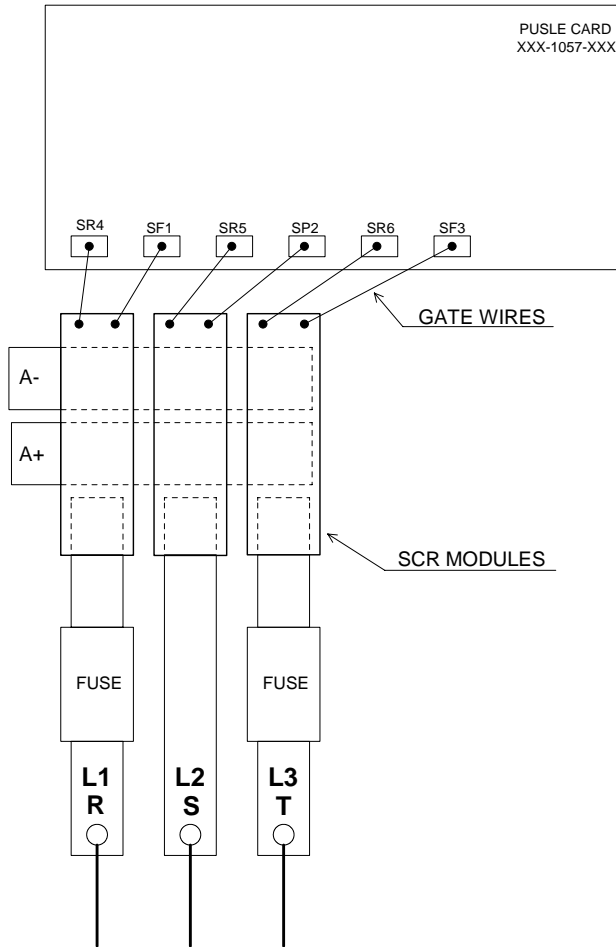 PUSLE CARD
XXX-1057-XXX
SR4
SF1
SR5
SP2
SR6
SF3
GATE WIRES
A-
A+
SCR MODULES
FUSE
FUSE
L1
R
L2
S
L3
T